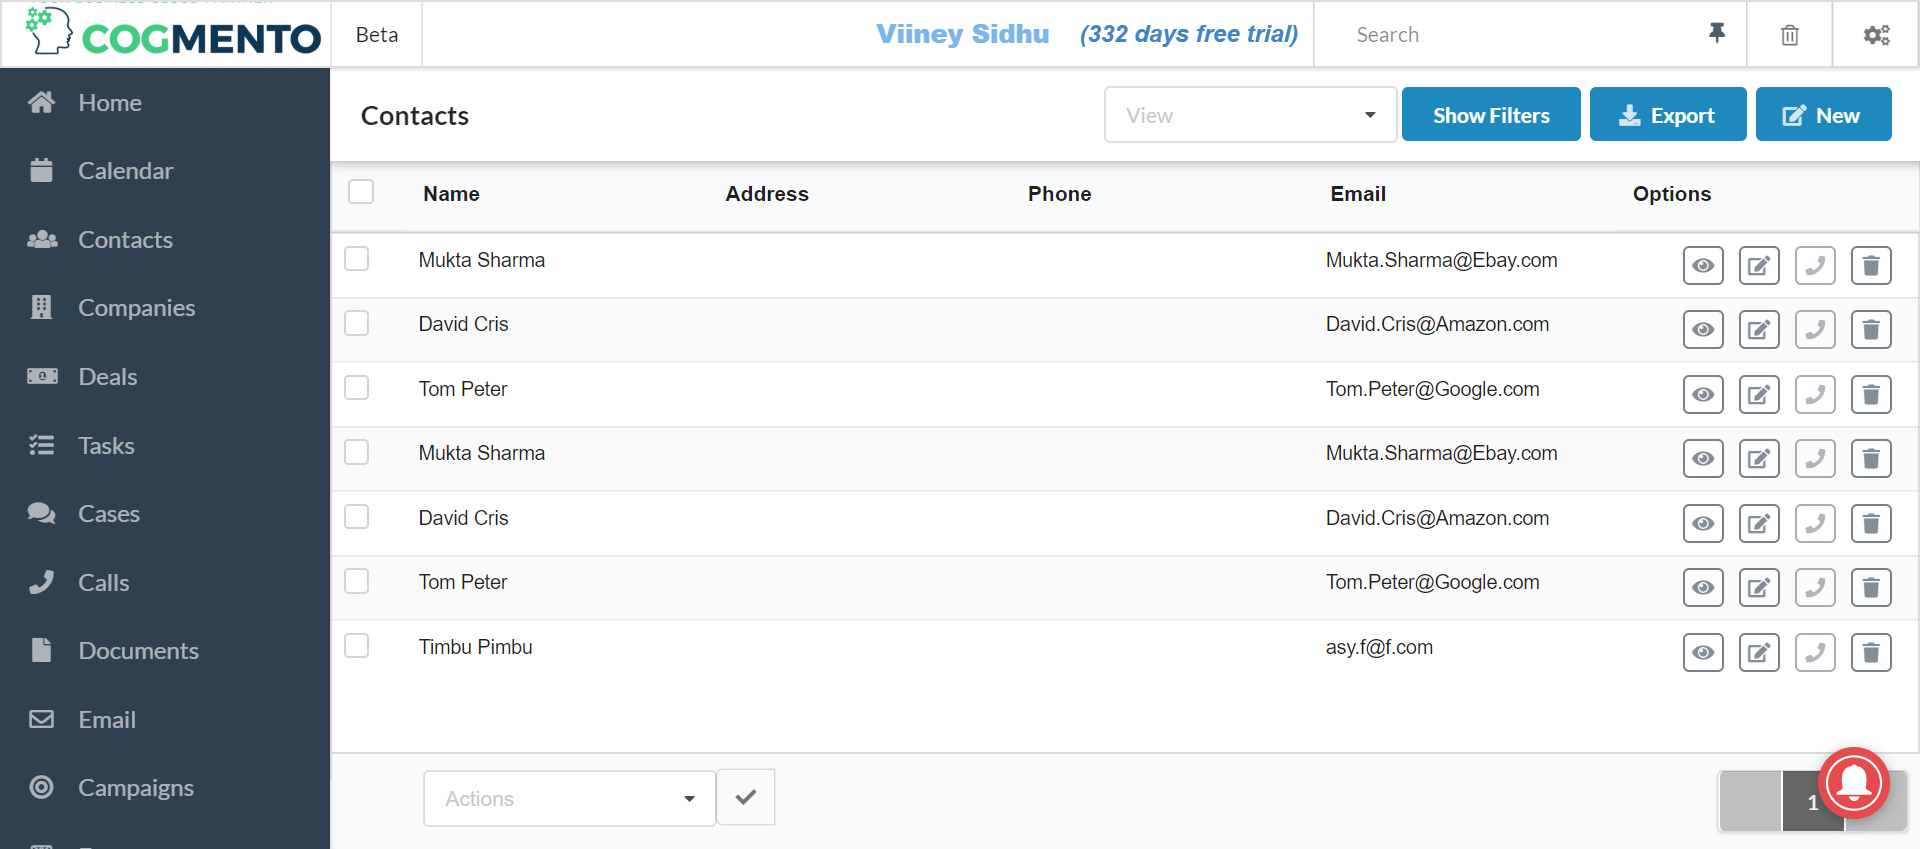 COGMENTO
Beta
Viiney Sidhu
(332 days free trial)
Search
Home
Calendar
Contacts
Companies
Deals
Tasks
Cases
Calls
Documents
Email
Campaigns
Contacts
View
Show Filters
Export
New
Name Address Phone Email Options
Mukta Sharma Mukta.Sharma@Ebay.com
David Cris David.Cris@Amazon.com
Tom Peter Tom.Peter@Google.com
Mukta Sharma Mukta.Sharma@Ebay.com
David Cris David.Cris@Amazon.com
Tom Peter Tom.Peter@Google.com
Timbu Pimbu asy.f@f.com
Actions
1